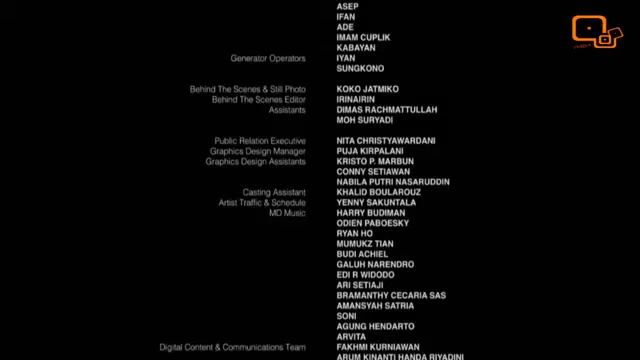 ASEP
IFAN
ADE
IMAM CUPLIK
KABAYAN
Generator Operators IYAN
SUNGKONO
Behind The Scenes & Still Photo KOKO JATMIKO
Behind The Scenes Editor IRINAIRIN
Assistants DIMAS RACHMATTULLAH
MOH SURYADI
Public Relation Executive NITA CHRISTYAWARDANI
Graphics Design Manager PUJA KIRPALANI
Graphics Design Assistants KRISTO P. MARBUN
CONNY SETIAWAN
NABILA PUTRI NASARUDDIN
Casting Assistant KHALID BOULAROUZ
Artist Traffic & Schedule YENNY SAKUNTALA
MD Music HARRY BUDIMAN
ODIEN PABOESKY
RYAN HO
MUMUKZ TIAN
BUDI ACHIEL
GALUH NARENDRO
EDI R WIDODO
ARI SETIAJI
BRAMANTHY CECARIA SAS
AMANSYAH SATRIA
SONI
AGUNG HENDARTO
ARVITA
Digital Content & Communications Team FAKHMI KURNIAWAN
ARUM KINANTI HANDA RIYADINI